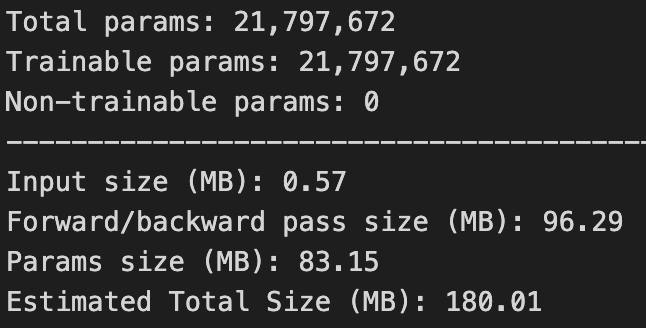 Total params: 21,797,672
Trainable params: 21,797,672
Non-trainable params: 0
----------------------------------------
Input size (MB): 0.57
Forward/backward pass size (MB): 96.29
Params size (MB): 83.15
Estimated Total Size (MB): 180.01